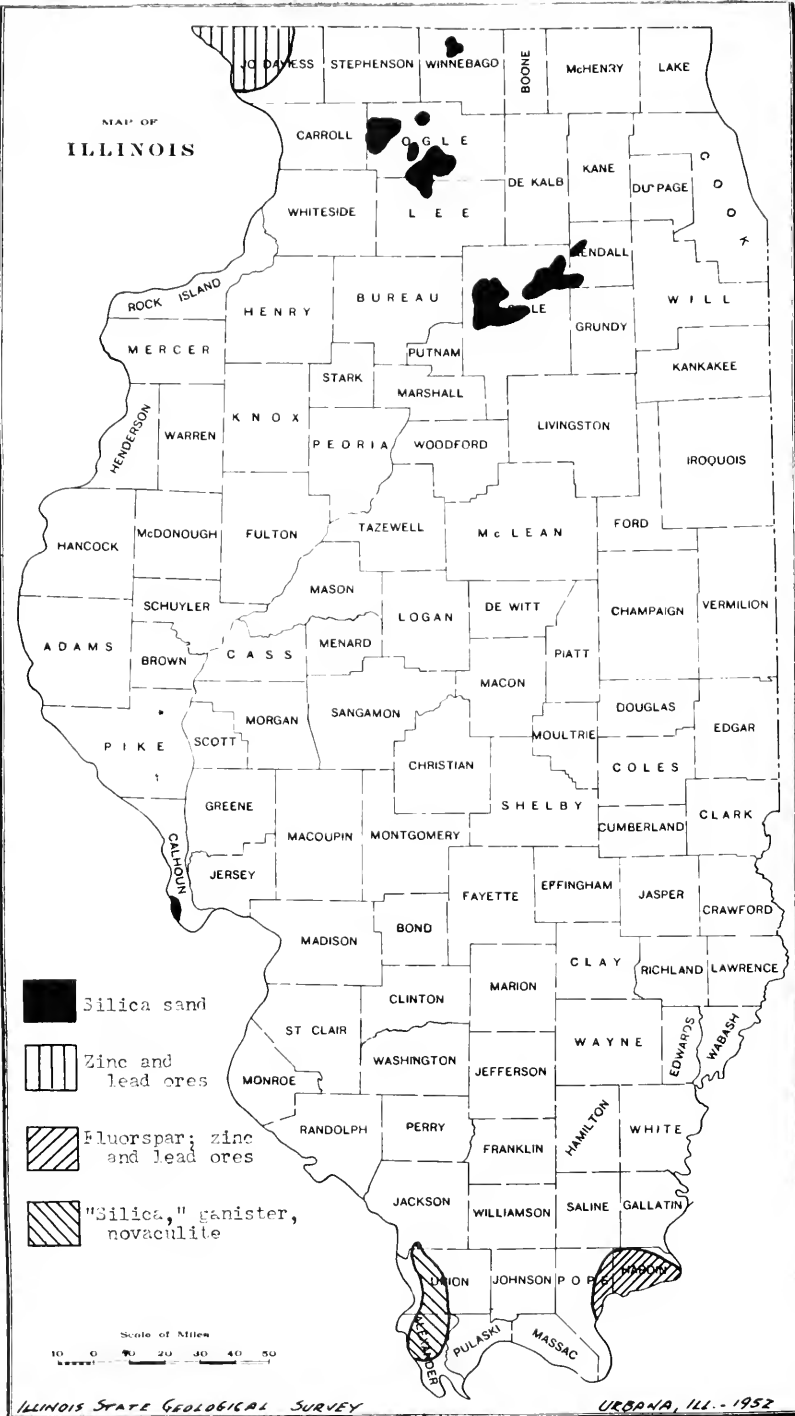 MAP OF
ILLINOIS
JO DAVIESS
STEPHENSON
WINNEBAGO
BOONE
McHENRY
LAKE
CARROLL
OGLE
DE KALB
KANE
DU PAGE
COOK
WHITESIDE
LEE
KENDALL
ROCK ISLAND
HENRY
BUREAU
WILL
MERCER
PUTNAM
GRUNDY
KANKAKEE
STARK
MARSHALL
HENDERSON
WARREN
KNOX
PEORIA
WOODFORD
LIVINGSTON
IROQUOIS
HANCOCK
McDONOUGH
FULTON
TAZEWELL
McLEAN
FORD
SCHUYLER
MASON
LOGAN
DE WITT
CHAMPAIGN
VERMILION
ADAMS
BROWN
CASS
MENARD
PIATT
MACON
PIKE
SCOTT
MORGAN
SANGAMON
CHRISTIAN
MOULTRIE
DOUGLAS
EDGAR
COLES
GREENE
MACOUPIN
MONTGOMERY
SHELBY
CUMBERLAND
CLARK
CALHOUN
JERSEY
FAYETTE
EFFINGHAM
JASPER
CRAWFORD
MADISON
BOND
CLAY
RICHLAND
LAWRENCE
MARION
CLINTON
ST CLAIR
WAYNE
EDWARDS
WABASH
WASHINGTON
JEFFERSON
MONROE
RANDOLPH
PERRY
HAMILTON
WHITE
FRANKLIN
JACKSON
WILLIAMSON
SALINE
GALLATIN
UNION
JOHNSON
POPE
HARDIN
ALEXANDER
PULASKI
MASSAC
Silica sand
Zinc and
lead ores
Fluorspar; zinc
and lead ores
"Silica," ganister,
novaculite
Scale of Miles
10 0 10 20 30 40 50
ILLINOIS STATE GEOLOGICAL SURVEY
URBANA, ILL. - 1952